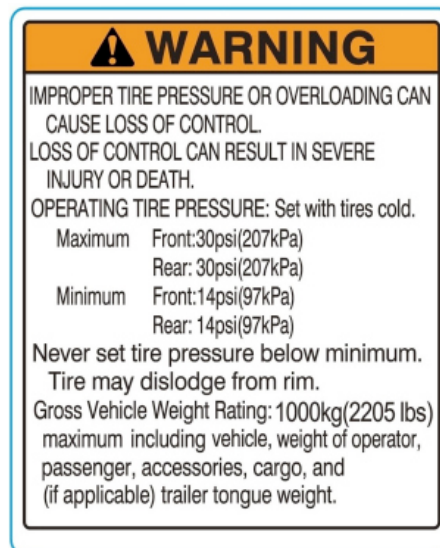 WARNING
IMPROPER TIRE PRESSURE OR OVERLOADING CAN
CAUSE LOSS OF CONTROL.
LOSS OF CONTROL CAN RESULT IN SEVERE
INJURY OR DEATH.
OPERATING TIRE PRESSURE: Set with tires cold.
Maximum Front:30psi(207kPa)
Rear: 30psi(207kPa)
Minimum Front:14psi(97kPa)
Rear: 14psi(97kPa)
Never set tire pressure below minimum.
Tire may dislodge from rim.
Gross Vehicle Weight Rating: 1000kg(2205 lbs)
maximum including vehicle, weight of operator,
passenger, accessories, cargo, and
(if applicable) trailer tongue weight.